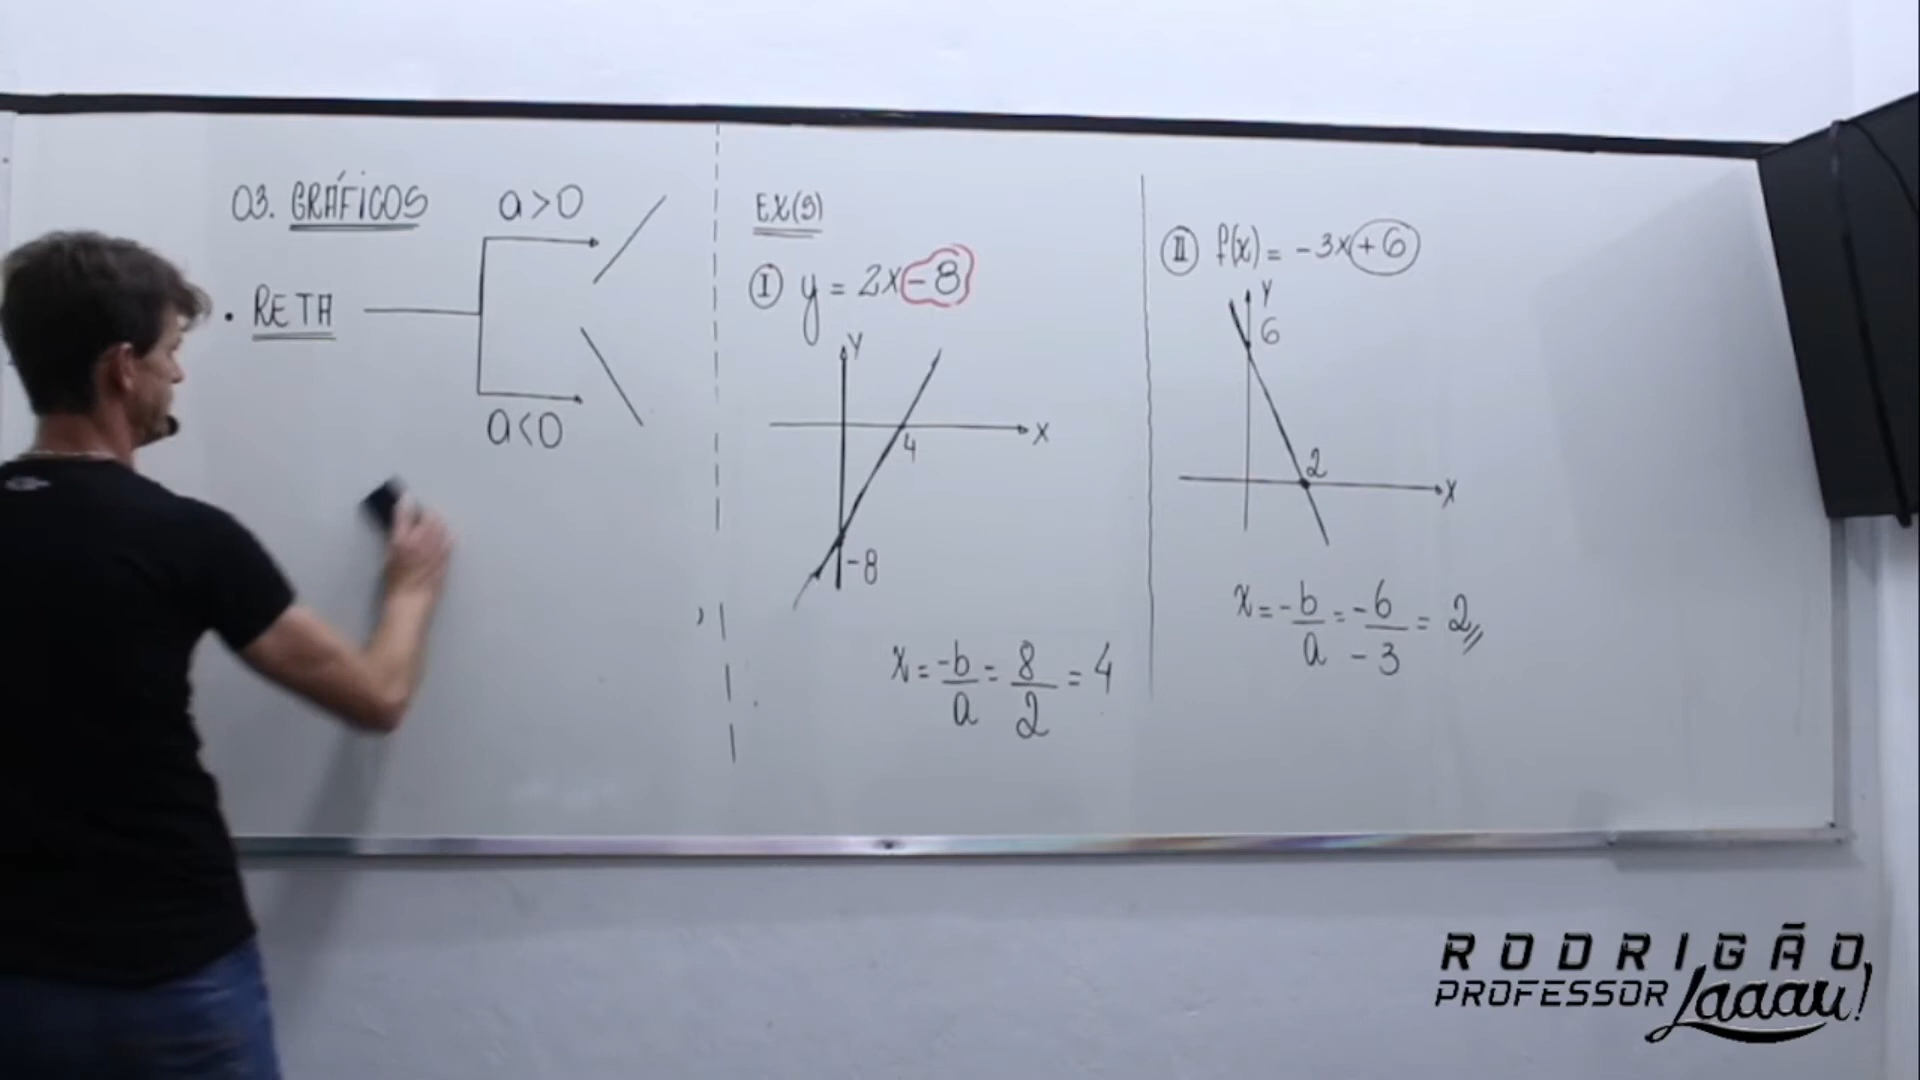 03. GRÁFICOS
a>0
. RETA
a<0
EX(S)
I y = 2x-8
Y
X
4
-8
x = -b/a = 8/2 = 4
II f(x) = -3x+6
Y
6
2
X
x = -b/a = -6/-3 = 2
RODRIGÃO
PROFESSOR Laaau!